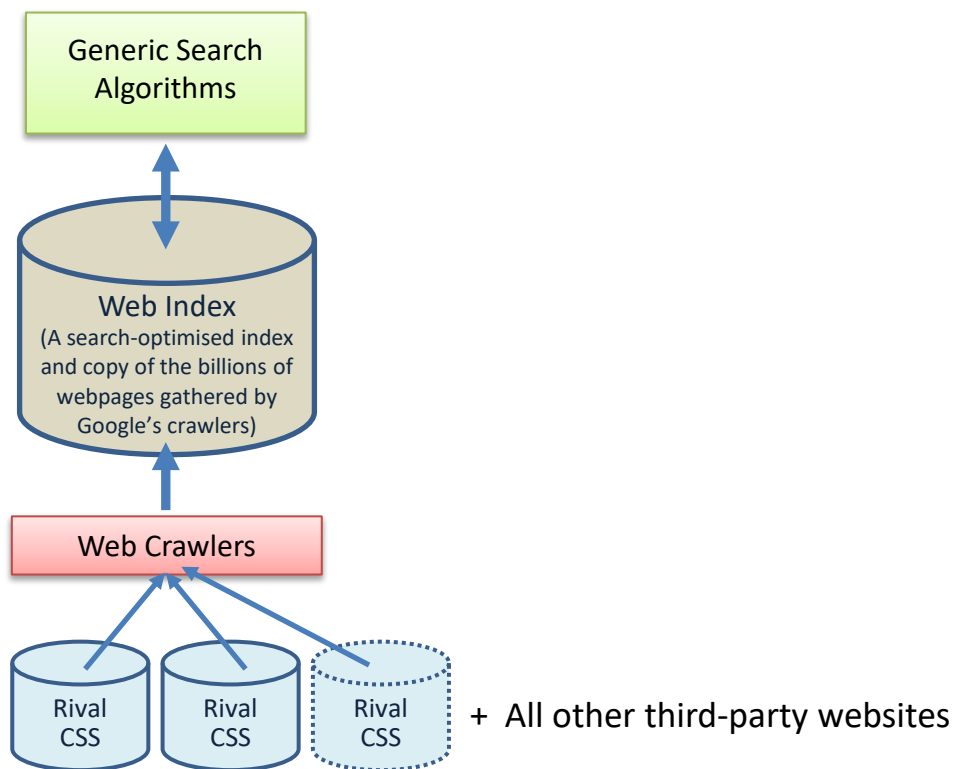 Generic Search
Algorithms
Web Index
(A search-optimised index
and copy of the billions of
webpages gathered by
Google’s crawlers)
Web Crawlers
Rival
CSS
Rival
CSS
Rival
CSS
+ All other third-party websites